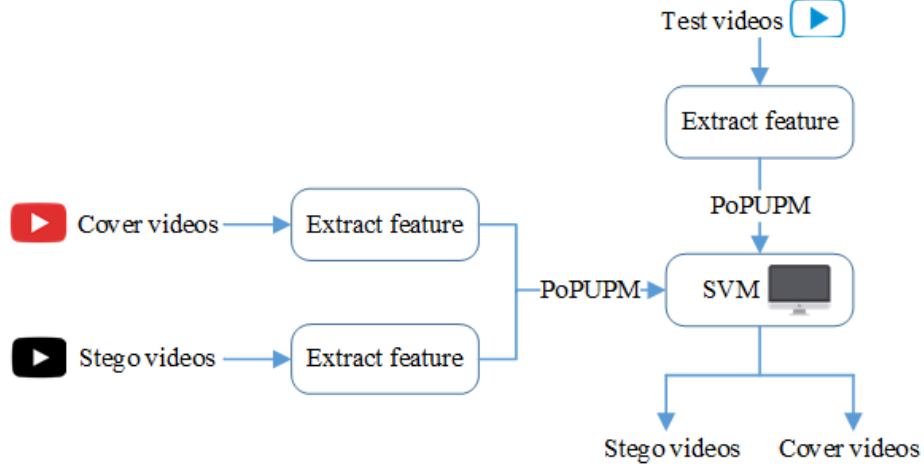 Test videos
Extract feature
PoPUPM
Cover videos
Extract feature
PoPUPM
SVM
Stego videos
Extract feature
Stego videos
Cover videos